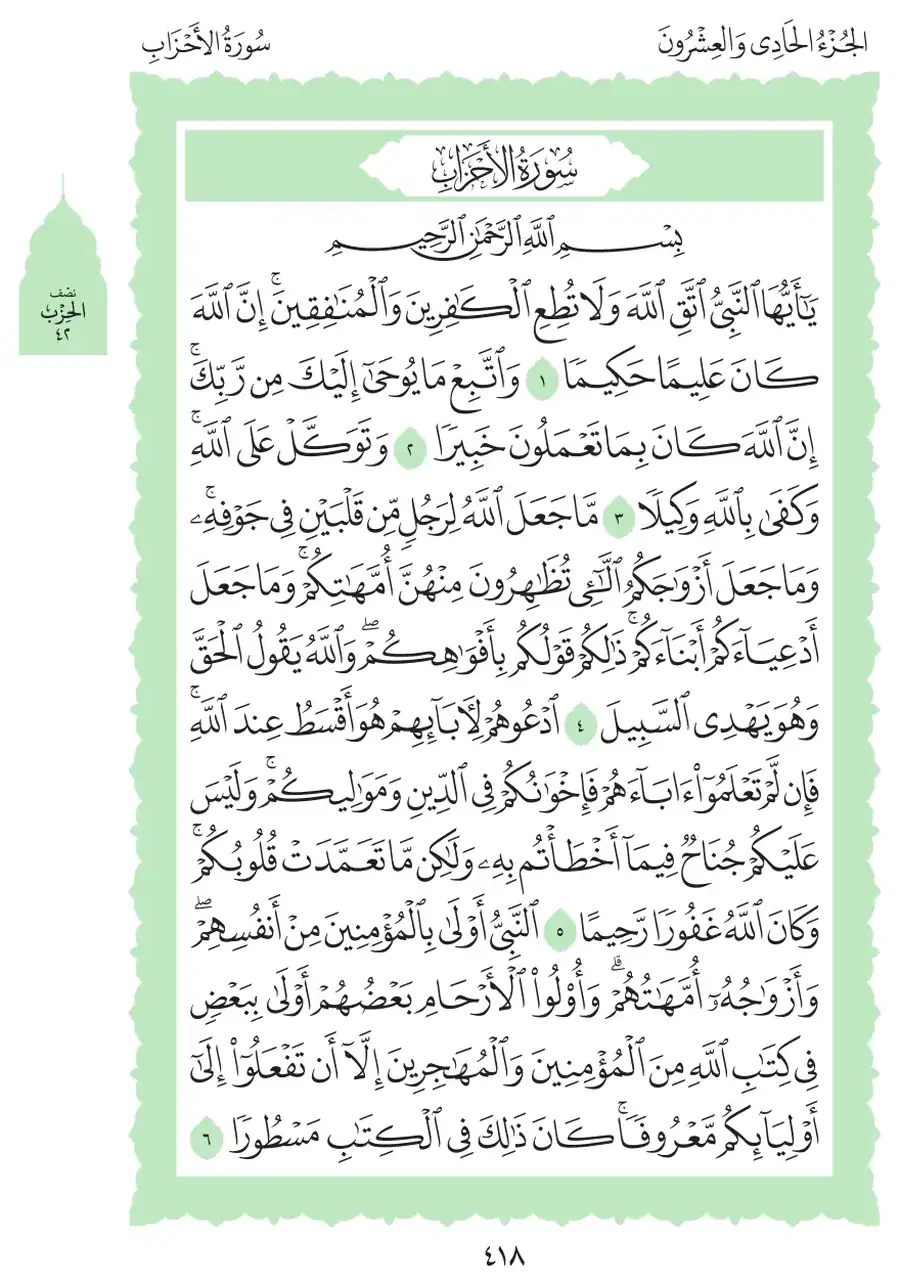 الجُزْءُ الحَادِي وَالعِشْرُونَ
سُورَةُ الأَحْزَابِ
سُورَةُ الأَحْزَابِ
بِسْمِ ٱللَّهِ ٱلرَّحْمَٰنِ ٱلرَّحِيمِ
يَٰٓأَيُّهَا ٱلنَّبِيُّ ٱتَّقِ ٱللَّهَ وَلَا تُطِعِ ٱلْكَٰفِرِينَ وَٱلْمُنَٰفِقِينَۚ إِنَّ ٱللَّهَ
كَانَ عَلِيمًا حَكِيمٗا ١ وَٱتَّبِعْ مَا يُوحَىٰٓ إِلَيْكَ مِن رَّبِّكَۚ
إِنَّ ٱللَّهَ كَانَ بِمَا تَعْمَلُونَ خَبِيرٗا ٢ وَتَوَكَّلْ عَلَى ٱللَّهِۚ
وَكَفَىٰ بِٱللَّهِ وَكِيلٗا ٣ مَّا جَعَلَ ٱللَّهُ لِرَجُلٖ مِّن قَلْبَيْنِ فِي جَوْفِهِۦۚ
وَمَا جَعَلَ أَزْوَٰجَكُمُ ٱلَّٰٓـِٔي تُظَٰهِرُونَ مِنْهُنَّ أُمَّهَٰتِكُمْۚ وَمَا جَعَلَ
أَدْعِيَآءَكُمْ أَبْنَآءَكُمْۚ ذَٰلِكُمْ قَوْلُكُم بِأَفْوَٰهِكُمْۖ وَٱللَّهُ يَقُولُ ٱلْحَقَّ
وَهُوَ يَهْدِي ٱلسَّبِيلَ ٤ ٱدْعُوهُمْ لِأٓبَآئِهِمْ هُوَ أَقْسَطُ عِندَ ٱللَّهِۚ
فَإِن لَّمْ تَعْلَمُوٓا۟ ءَابَآءَهُمْ فَإِخْوَٰنُكُمْ فِي ٱلدِّينِ وَمَوَٰلِيكُمْۚ وَلَيْسَ
عَلَيْكُمْ جُنَاحٞ فِيمَآ أَخْطَأْتُم بِهِۦ وَلَٰكِن مَّا تَعَمَّدَتْ قُلُوبُكُمْۚ
وَكَانَ ٱللَّهُ غَفُورٗا رَّحِيمًا ٥ ٱلنَّبِيُّ أَوْلَىٰ بِٱلْمُؤْمِنِينَ مِنْ أَنفُسِهِمْۖ
وَأَزْوَٰجُهُۥٓ أُمَّهَٰتُهُمْۗ وَأُو۟لُوا۟ ٱلْأَرْحَامِ بَعْضُهُمْ أَوْلَىٰ بِبَعْضٖ
فِي كِتَٰبِ ٱللَّهِ مِنَ ٱلْمُؤْمِنِينَ وَٱلْمُهَٰجِرِينَ إِلَّآ أَن تَفْعَلُوٓا۟ إِلَىٰٓ
أَوْلِيَآئِكُم مَّعْرُوفٗاۚ كَانَ ذَٰلِكَ فِي ٱلْكِتَٰبِ مَسْطُورٗا ٦
نصف
الحِزْب
٤٢
٤١٨